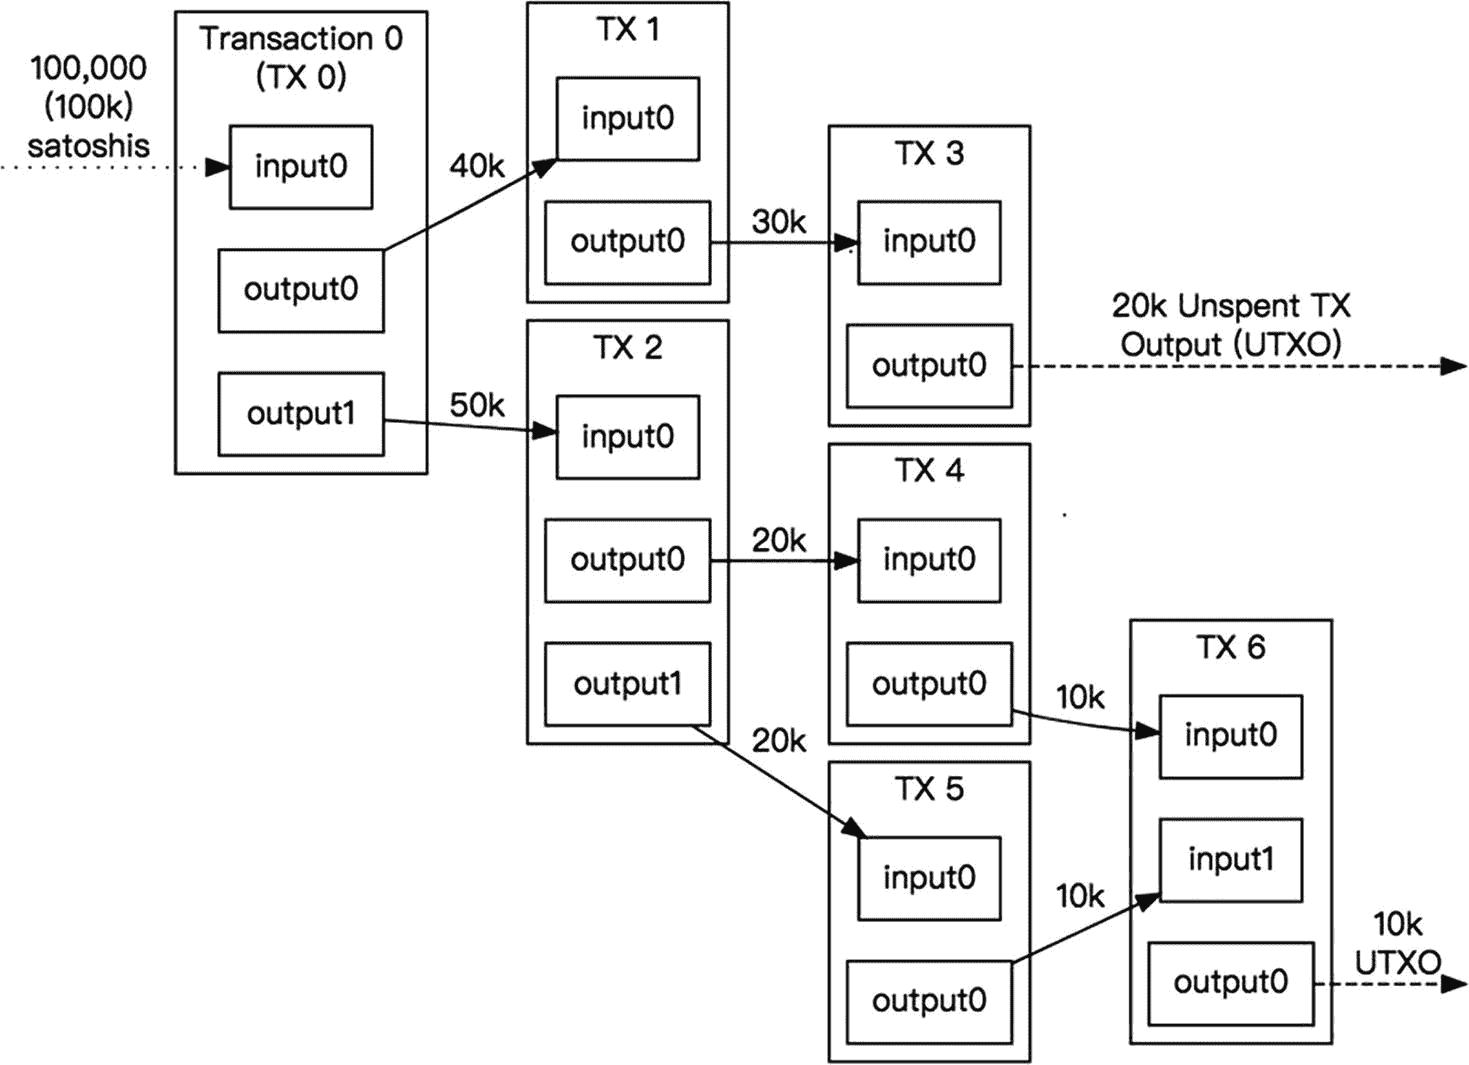 100,000
(100k)
satoshis
Transaction 0
(TX 0)
input0
output0
output1
40k
50k
TX 1
input0
output0
30k
TX 2
input0
output0
output1
20k
20k
TX 3
input0
output0
20k Unspent TX
Output (UTXO)
TX 4
input0
output0
10k
TX 5
input0
output0
10k
TX 6
input0
input1
output0
10k
UTXO